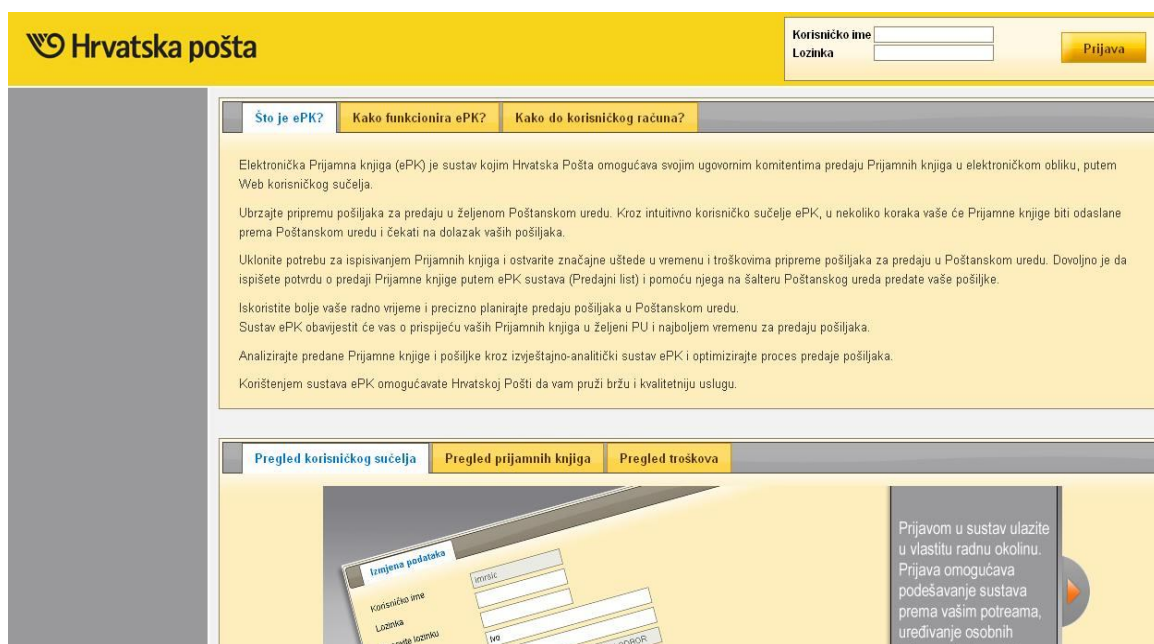 Hrvatska pošta
Korisničko ime
Lozinka
Prijava
Što je ePK?
Kako funkcionira ePK?
Kako do korisničkog računa?
Elektronička Prijamna knjiga (ePK) je sustav kojim Hrvatska Pošta omogućava svojim ugovornim komitentima predaju Prijamnih knjiga u elektroničkom obliku, putem
Web korisničkog sučelja.
Ubrzajte pripremu pošiljaka za predaju u željenom Poštanskom uredu. Kroz intuitivno korisničko sučelje ePK, u nekoliko koraka vaše će Prijamne knjige biti odaslane
prema Poštanskom uredu i čekati na dolazak vaših pošiljaka.
Uklonite potrebu za ispisivanjem Prijamnih knjiga i ostvarite značajne uštede u vremenu i troškovima pripreme pošiljaka za predaju u Poštanskom uredu. Dovoljno je da
ispišete potvrdu o predaji Prijamne knjige putem ePK sustava (Predajni list) i pomoću njega na šalteru Poštanskog ureda predate vaše pošiljke.
Iskoristite bolje vaše radno vrijeme i precizno planirajte predaju pošiljaka u Poštanskom uredu.
Sustav ePK obavijestit će vas o prispijeću vaših Prijamnih knjiga u željeni PU i najboljem vremenu za predaju pošiljaka.
Analizirajte predane Prijamne knjige i pošiljke kroz izvještajno-analitički sustav ePK i optimizirajte proces predaje pošiljaka.
Korištenjem sustava ePK omogućavate Hrvatskoj Pošti da vam pruži bržu i kvalitetniju uslugu.
Pregled korisničkog sučelja
Pregled prijamnih knjiga
Pregled troškova
Izmjena podataka
Korisničko ime
imrsic
Lozinka
lozinku
Ivo
Prijavom u sustav ulazite
u vlastitu radnu okolinu.
Prijava omogućava
podešavanje sustava
prema vašim potreama,
uređivanje osobnih